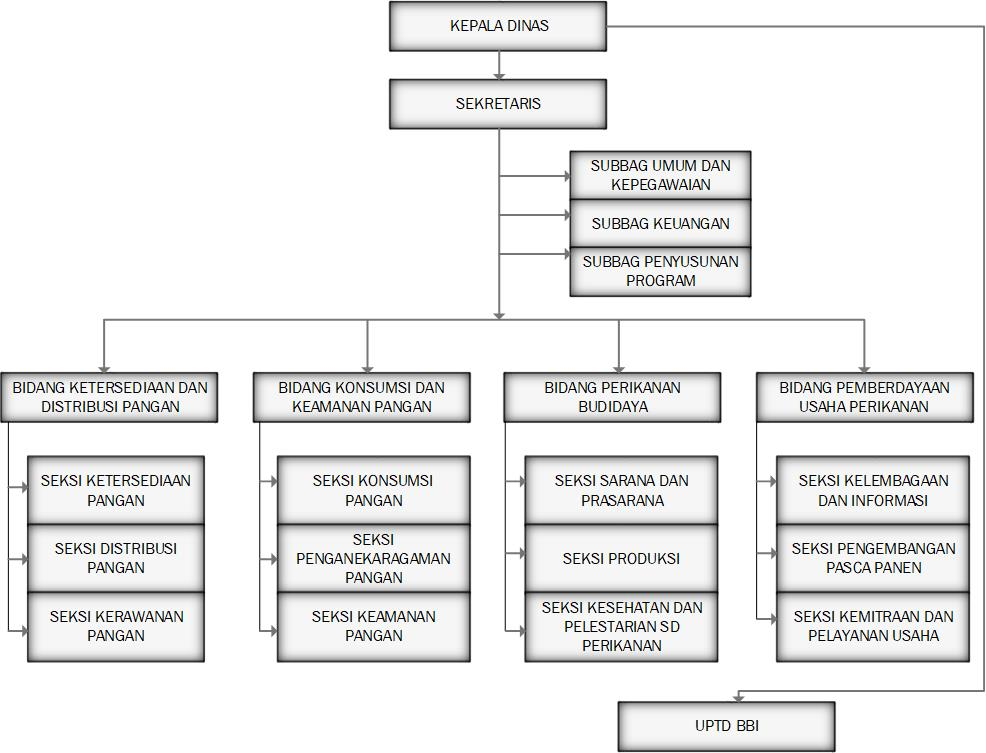 KEPALA DINAS
SEKRETARIS
SUBBAG UMUM DAN
KEPEGAWAIAN
SUBBAG KEUANGAN
SUBBAG PENYUSUNAN
PROGRAM
BIDANG KETERSEDIAAN DAN
DISTRIBUSI PANGAN
BIDANG KONSUMSI DAN
KEAMANAN PANGAN
BIDANG PERIKANAN
BUDIDAYA
BIDANG PEMBERDAYAAN
USAHA PERIKANAN
SEKSI KETERSEDIAAN
PANGAN
SEKSI DISTRIBUSI
PANGAN
SEKSI KERAWANAN
PANGAN
SEKSI KONSUMSI
PANGAN
SEKSI
PENGANEKARAGAMAN
PANGAN
SEKSI KEAMANAN
PANGAN
SEKSI SARANA DAN
PRASARANA
SEKSI PRODUKSI
SEKSI KESEHATAN DAN
PELESTARIAN SD
PERIKANAN
SEKSI KELEMBAGAAN
DAN INFORMASI
SEKSI PENGEMBANGAN
PASCA PANEN
SEKSI KEMITRAAN DAN
PELAYANAN USAHA
UPTD BBI